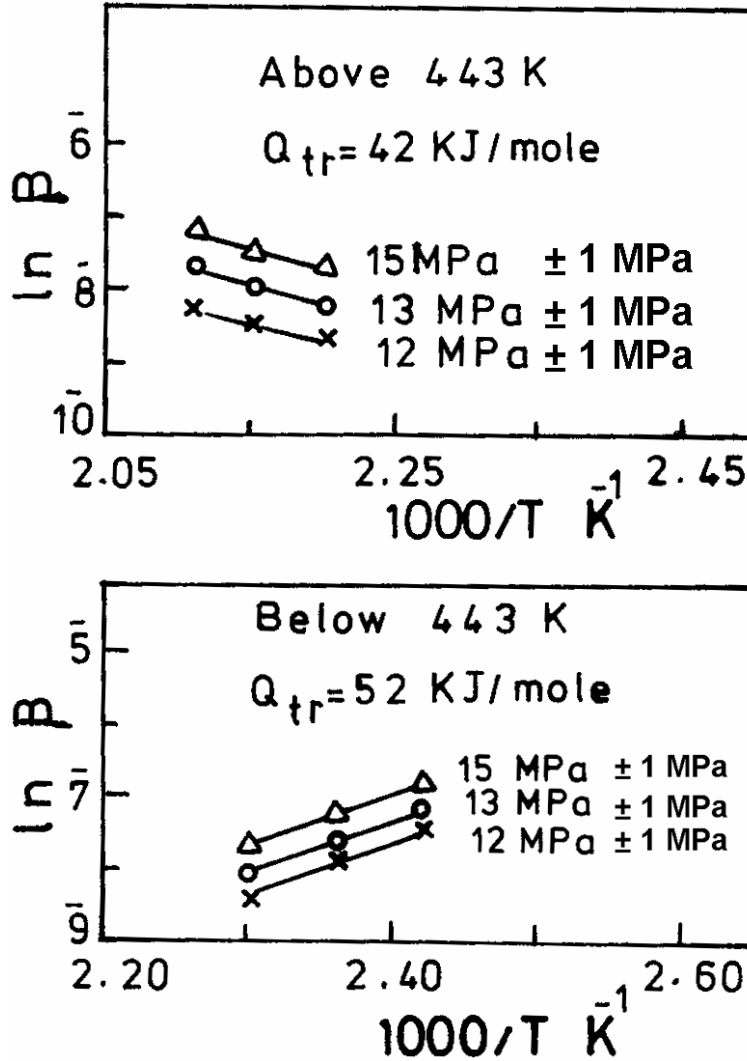 Above 443 K
Q tr = 42 KJ/mole
6̄
15 MPa ± 1 MPa
8̄
13 MPa ± 1 MPa
12 MPa ± 1 MPa
10̄
ln β
2.05 2.25 2.45
1000/T K⁻¹
Below 443 K
5̄
Q tr = 52 KJ/mole
15 MPa ± 1 MPa
7̄
13 MPa ± 1 MPa
12 MPa ± 1 MPa
9̄
ln β
2.20 2.40 2.60
1000/T K⁻¹